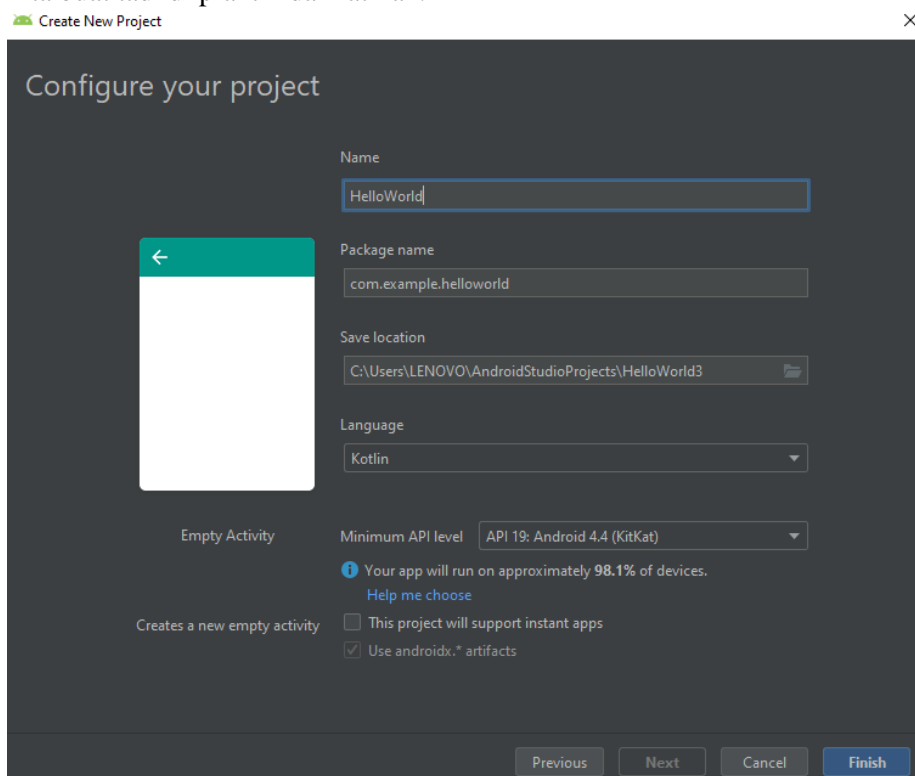 Create New Project
Configure your project
Name
HelloWorld
Package name
com.example.helloworld
Save location
C:\Users\LENOVO\AndroidStudioProjects\HelloWorld3
Language
Kotlin
Empty Activity
Minimum API level API 19: Android 4.4 (KitKat)
Your app will run on approximately 98.1% of devices.
Help me choose
Creates a new empty activity
This project will support instant apps
Use androidx.* artifacts
Previous Next Cancel Finish